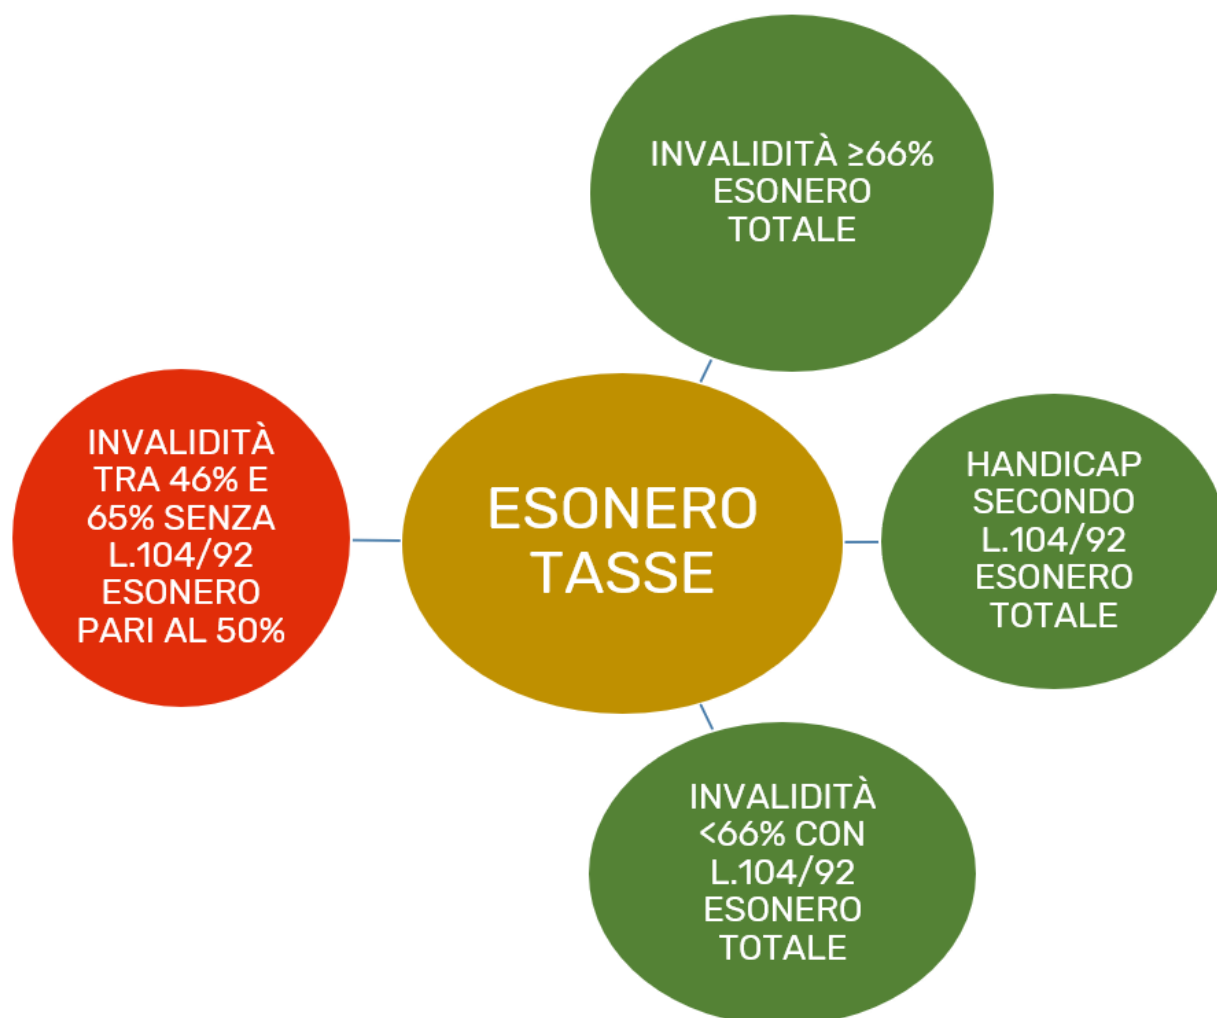 INVALIDITÀ ≥66%
ESONERO
TOTALE
INVALIDITÀ
TRA 46% E
65% SENZA
L.104/92
ESONERO
PARI AL 50%
ESONERO
TASSE
HANDICAP
SECONDO
L.104/92
ESONERO
TOTALE
INVALIDITÀ
<66% CON
L.104/92
ESONERO
TOTALE